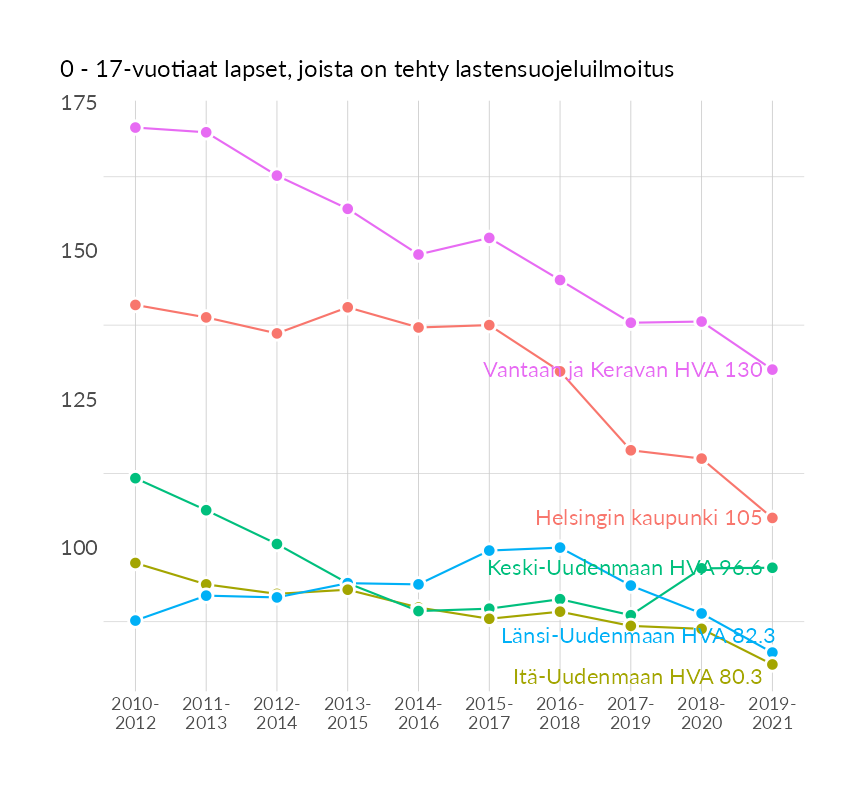 0 - 17-vuotiaat lapset, joista on tehty lastensuojeluilmoitus
175
150
125
100
Vantaan ja Keravan HVA 130
Helsingin kaupunki 105
Keski-Uudenmaan HVA 96.6
Länsi-Uudenmaan HVA 82.3
Itä-Uudenmaan HVA 80.3
2010- 2011- 2012- 2013- 2014- 2015- 2016- 2017- 2018- 2019-
2012 2013 2014 2015 2016 2017 2018 2019 2020 2021